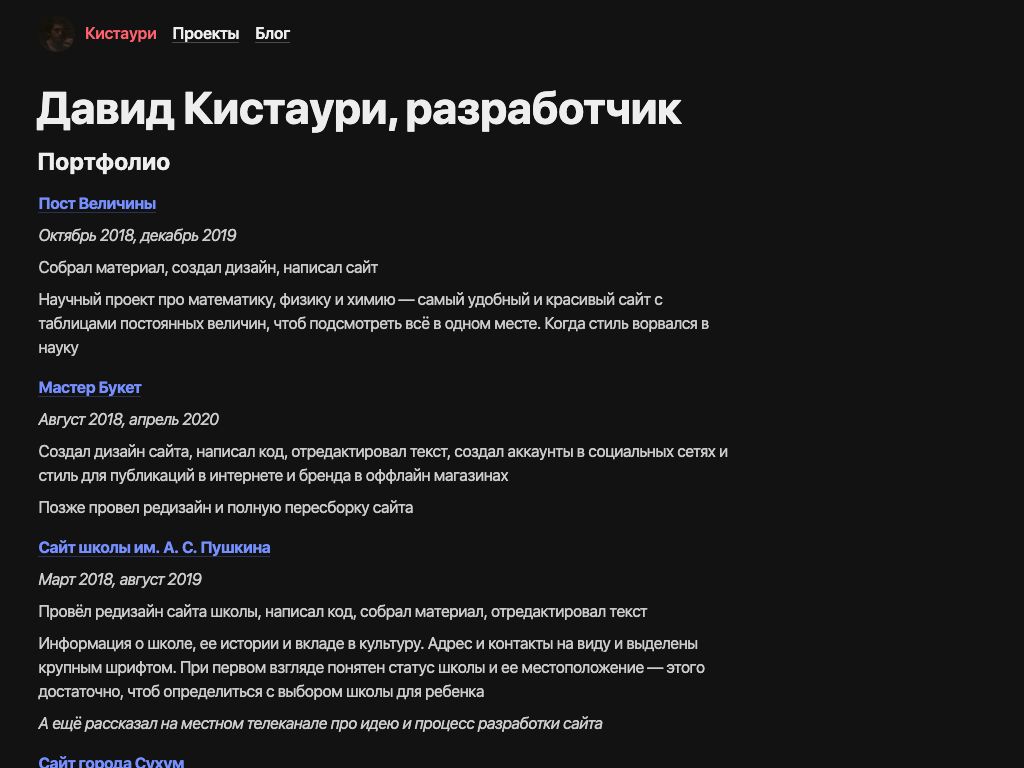 Кистаури Проекты Блог
Давид Кистаури, разработчик
Портфолио
Пост Величины
Октябрь 2018, декабрь 2019
Собрал материал, создал дизайн, написал сайт
Научный проект про математику, физику и химию — самый удобный и красивый сайт с
таблицами постоянных величин, чтоб подсмотреть всё в одном месте. Когда стиль ворвался в
науку
Мастер Букет
Август 2018, апрель 2020
Создал дизайн сайта, написал код, отредактировал текст, создал аккаунты в социальных сетях и
стиль для публикаций в интернете и бренда в оффлайн магазинах
Позже провел редизайн и полную пересборку сайта
Сайт школы им. А. С. Пушкина
Март 2018, август 2019
Провёл редизайн сайта школы, написал код, собрал материал, отредактировал текст
Информация о школе, ее истории и вкладе в культуру. Адрес и контакты на виду и выделены
крупным шрифтом. При первом взгляде понятен статус школы и ее местоположение — этого
достаточно, чтоб определиться с выбором школы для ребенка
А ещё рассказал на местном телеканале про идею и процесс разработки сайта
Сайт города Сухум